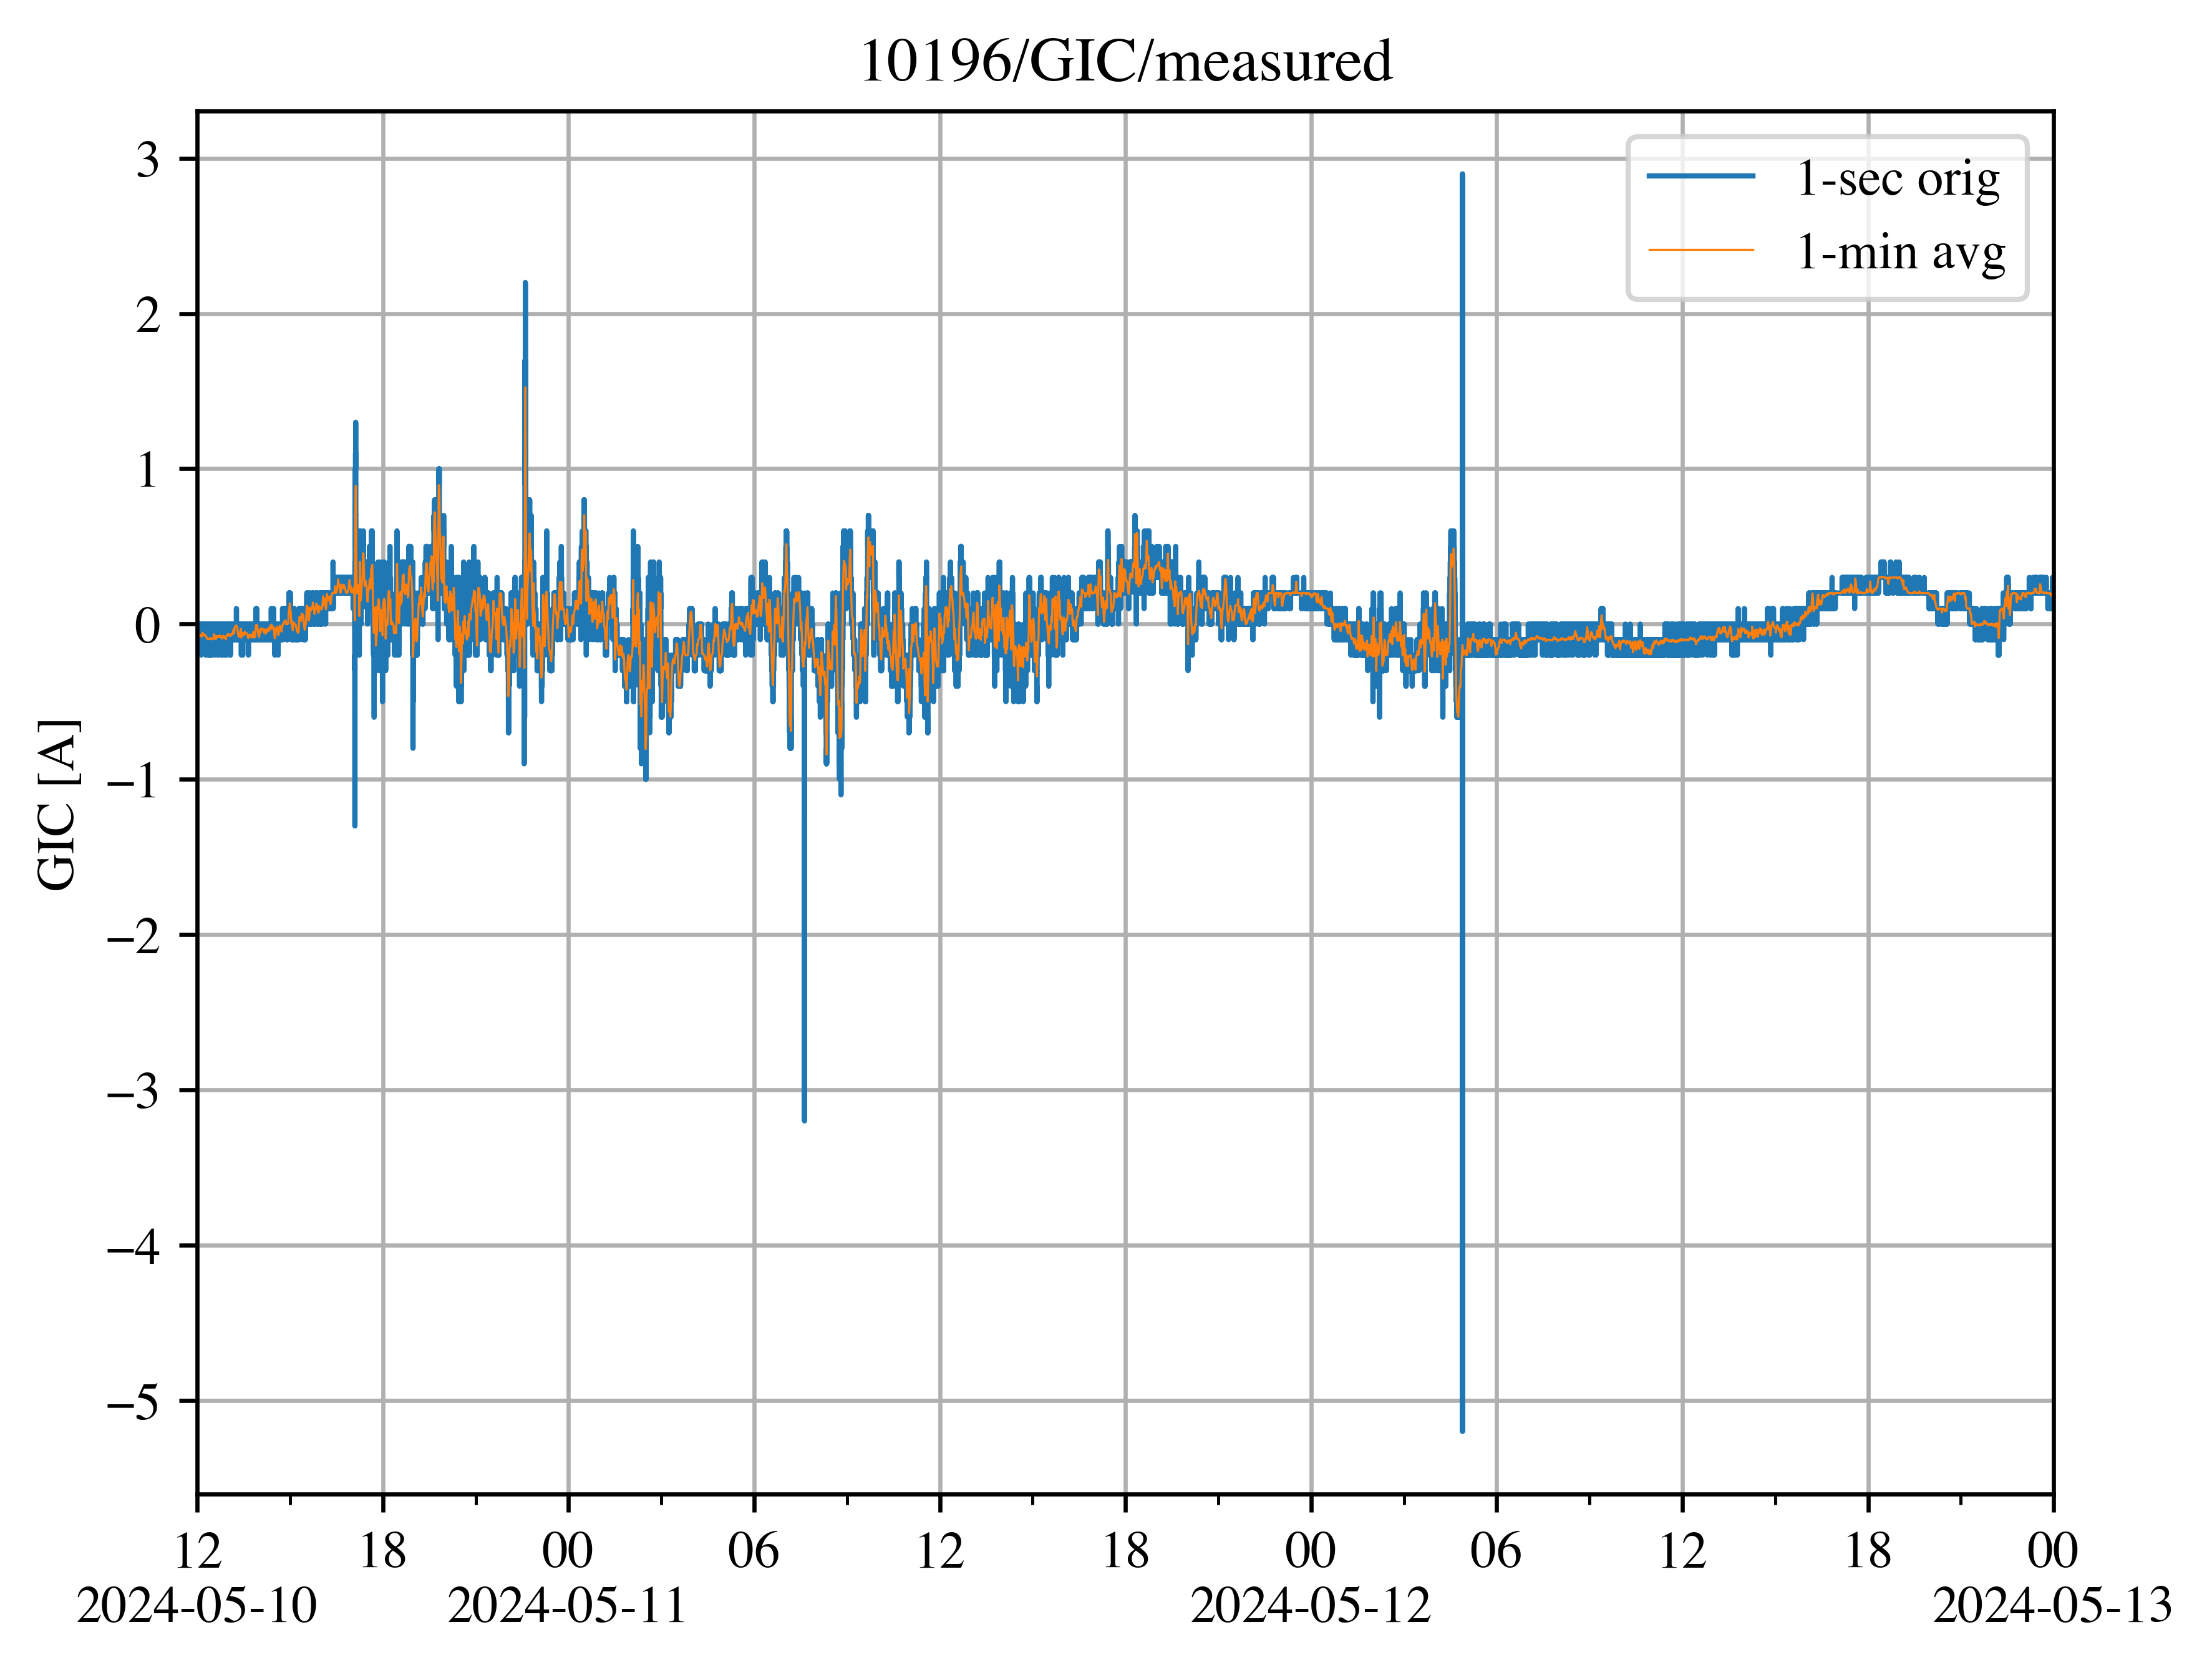 10196/GIC/measured
1-sec orig
1-min avg
GIC [A]
3
2
1
0
−1
−2
−3
−4
−5
12 18 00 06 12 18 00 06 12 18 00
2024-05-10 2024-05-11 2024-05-12 2024-05-13